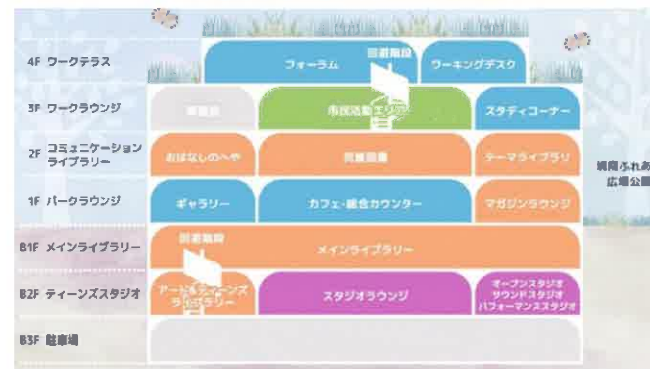 4F ワークテラス
フォーラム
回遊階段
ワーキングデスク
3F ワークラウンジ
市民活動エリア
スタディコーナー
2F コミュニケーション
ライブラリー
おはなしのへや
テーマライブラリ
1F パークラウンジ
ギャラリー
カフェ・総合カウンター
マガジンラウンジ
境南ふれあ
広場公園
B1F メインライブラリー
回遊階段
メインライブラリー
B2F ティーンズスタジオ
アート&ティーンズ
ライブラリー
スタジオラウンジ
オープンスタジオ
サウンドスタジオ
パフォーマンススタジオ
B3F 駐車場